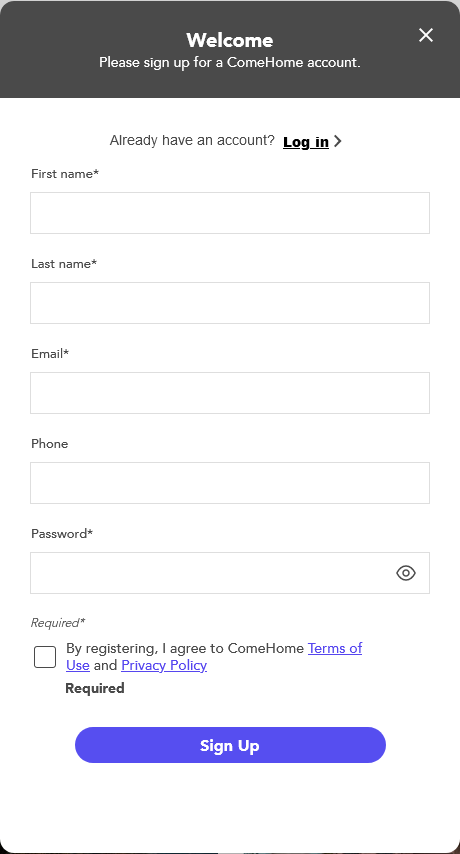 Welcome
Please sign up for a ComeHome account.
Already have an account? Log in
First name*
Last name*
Email*
Phone
Password*
Required*
By registering, I agree to ComeHome Terms of
Use and Privacy Policy
Required
Sign Up